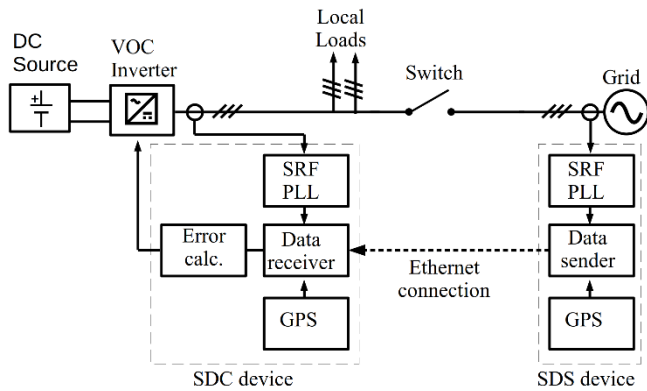 DC
Source
VOC
Inverter
Local
Loads
Switch
Grid
SRF
PLL
SRF
PLL
Error
calc.
Data
receiver
Ethernet
connection
Data
sender
GPS
GPS
SDC device
SDS device